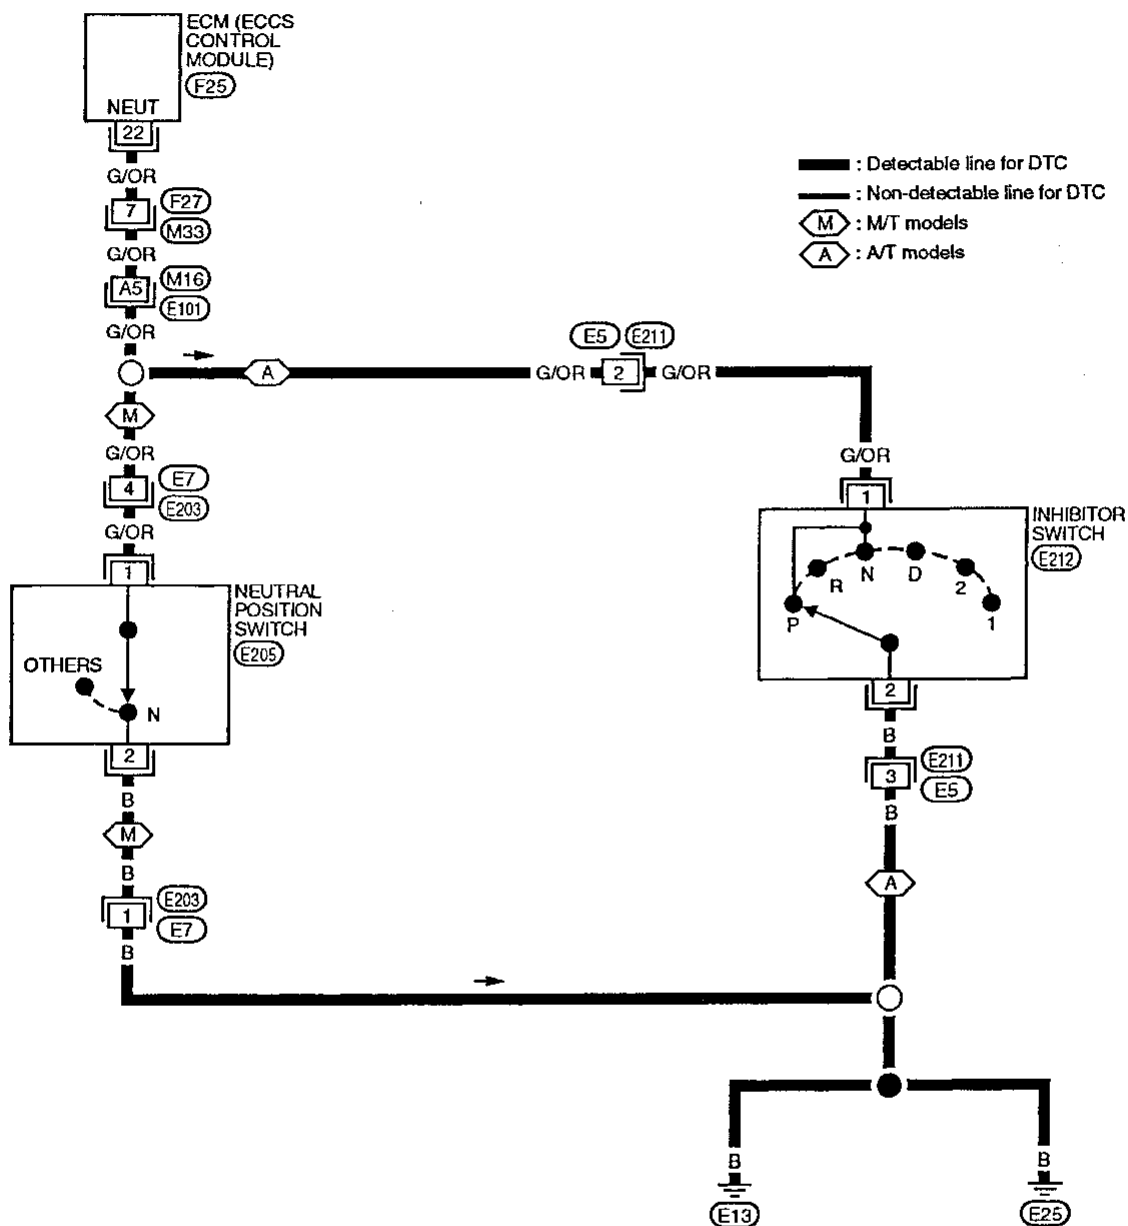 ECM (ECCS
CONTROL
MODULE)
F25
NEUT
22
G/OR
7
F27
M33
G/OR
A5
M16
E101
G/OR
: Detectable line for DTC
: Non-detectable line for DTC
M : M/T models
A : A/T models
A
G/OR
2
E5
E211
G/OR
M
G/OR
4
E7
E203
G/OR
1
NEUTRAL
POSITION
SWITCH
E205
OTHERS
N
2
B
M
B
1
E203
E7
B
G/OR
1
INHIBITOR
SWITCH
E212
P
R
N
D
2
1
2
B
3
E211
E5
B
A
B
E13
B
E25